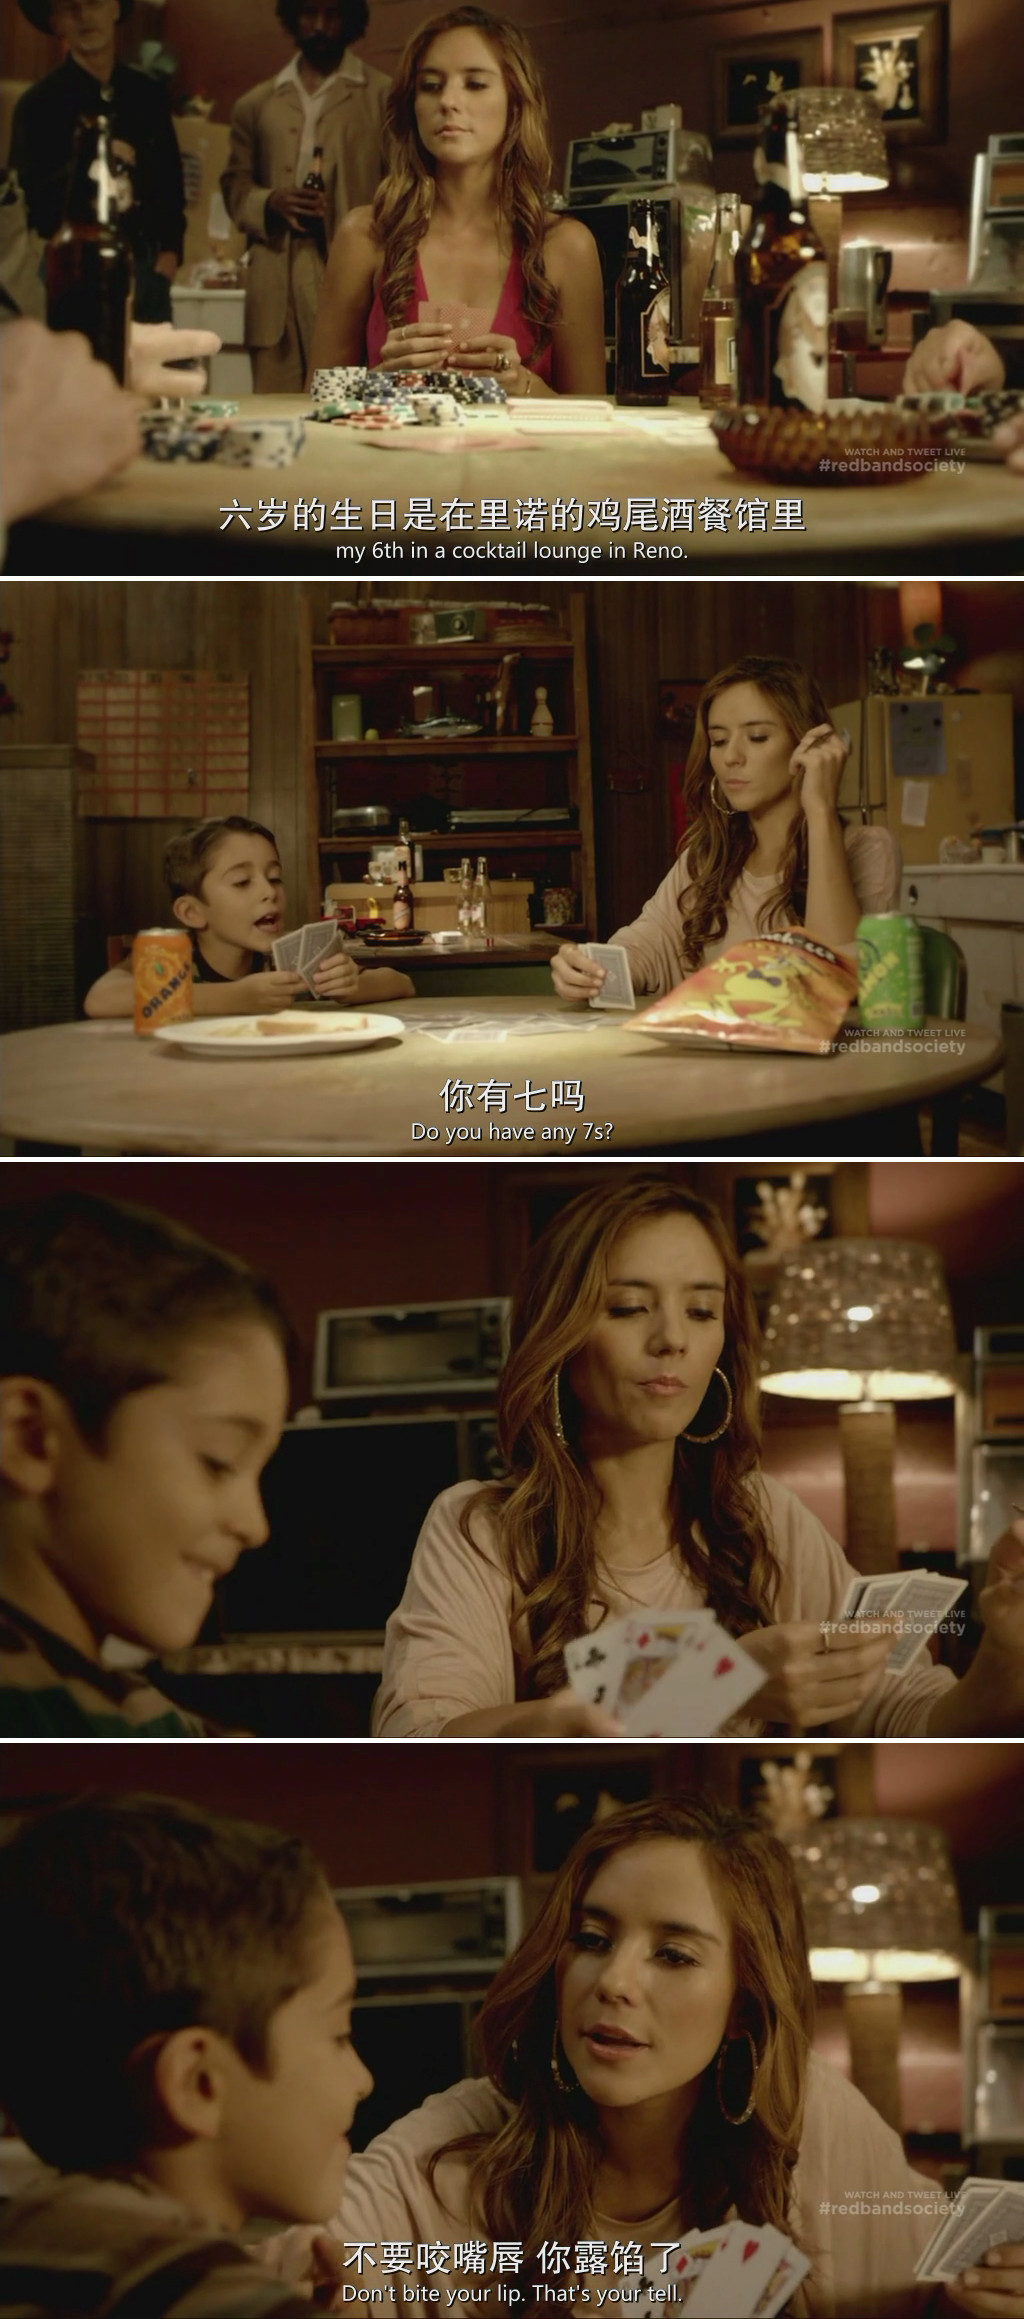 WATCH AND TWEET LIVE
#redbandsociety
六岁的生日是在里诺的鸡尾酒餐馆里
my 6th in a cocktail lounge in Reno.
ORANGE
WATCH AND TWEET LIVE
#redbandsociety
你有七吗
Do you have any 7s?
WATCH AND TWEET LIVE
#redbandsociety
WATCH AND TWEET LIVE
#redbandsociety
不要咬嘴唇 你露馅了
Don't bite your lip. That's your tell.